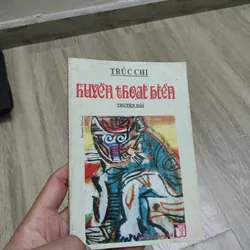 TRÚC CHI
HUYỀN THOẠI BIỂN
TRUYỆN DÀI